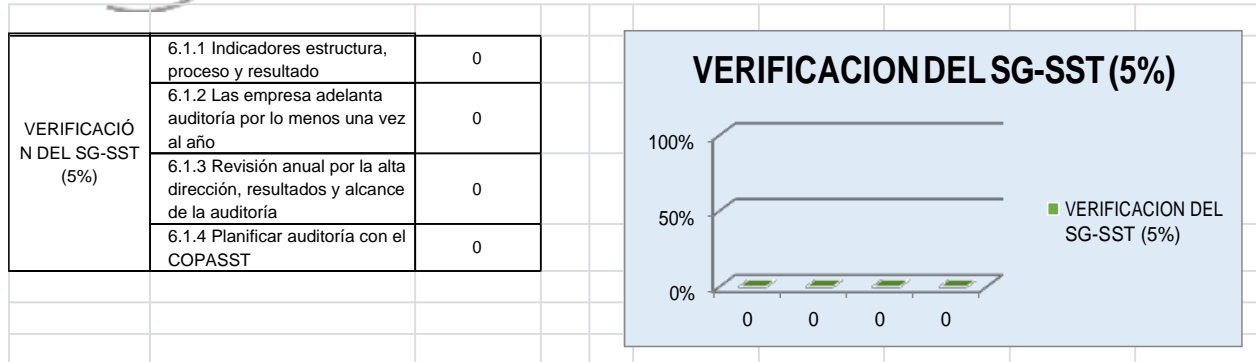 VERIFICACIÓ
N DEL SG-SST
(5%)
6.1.1 Indicadores estructura,
proceso y resultado
0
6.1.2 Las empresa adelanta
auditoría por lo menos una vez
al año
0
6.1.3 Revisión anual por la alta
dirección, resultados y alcance
de la auditoría
0
6.1.4 Planificar auditoría con el
COPASST
0
VERIFICACION DEL SG-SST (5%)
100%
50%
0%
0 0 0 0
VERIFICACION DEL
SG-SST (5%)